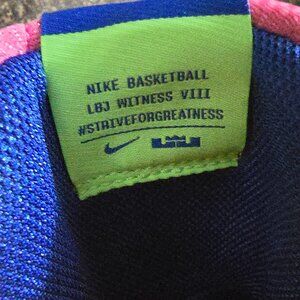 NIKE BASKETBALL
LBJ WITNESS VIII
#STRIVEFORGREATNESS